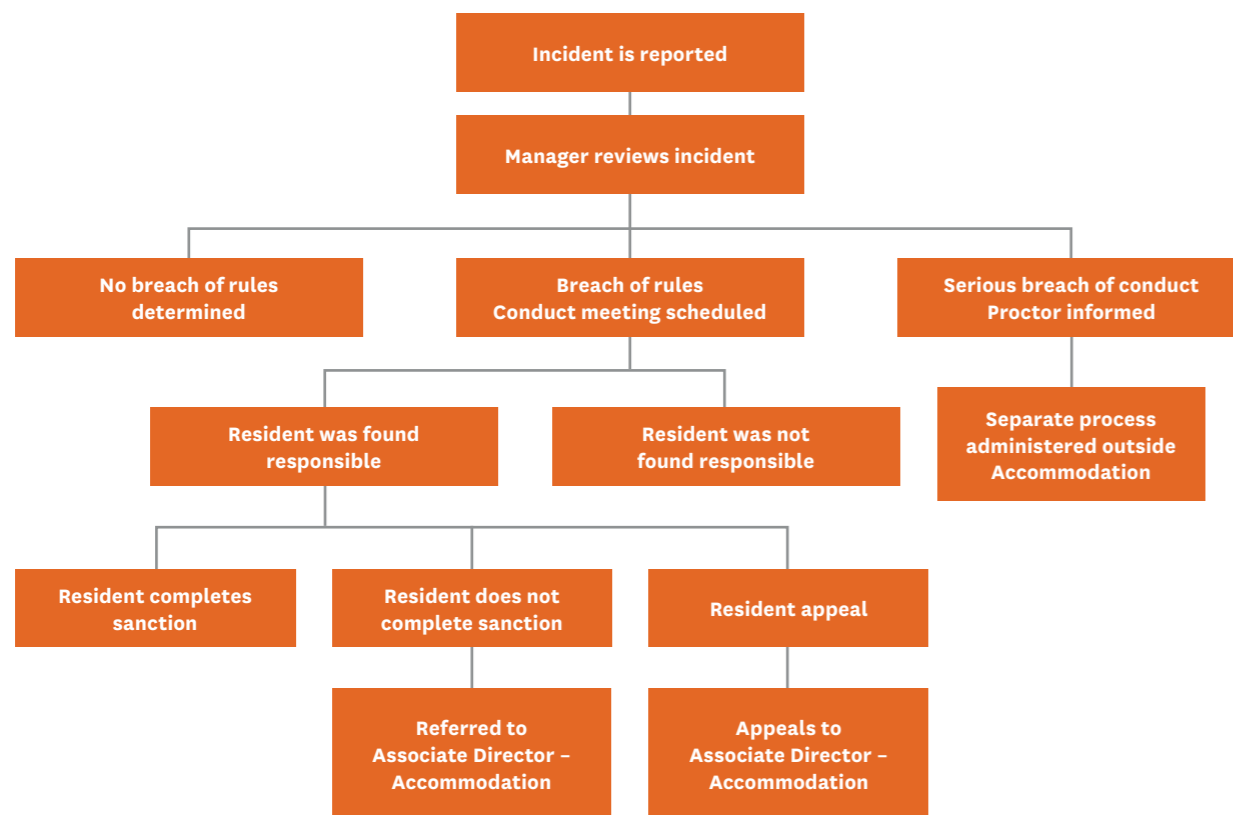 Incident is reported
Manager reviews incident
No breach of rules
determined
Breach of rules
Conduct meeting scheduled
Serious breach of conduct
Proctor informed
Resident was found
responsible
Resident was not
found responsible
Separate process
administered outside
Accommodation
Resident completes
sanction
Resident does not
complete sanction
Resident appeal
Referred to
Associate Director –
Accommodation
Appeals to
Associate Director –
Accommodation